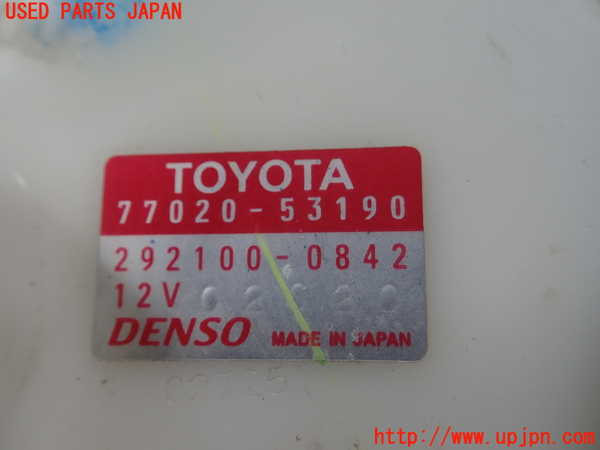 USED PARTS JAPAN
TOYOTA
77020-53190
292100-0842
12V
DENSO MADE IN JAPAN
http://www.upjpn.com/